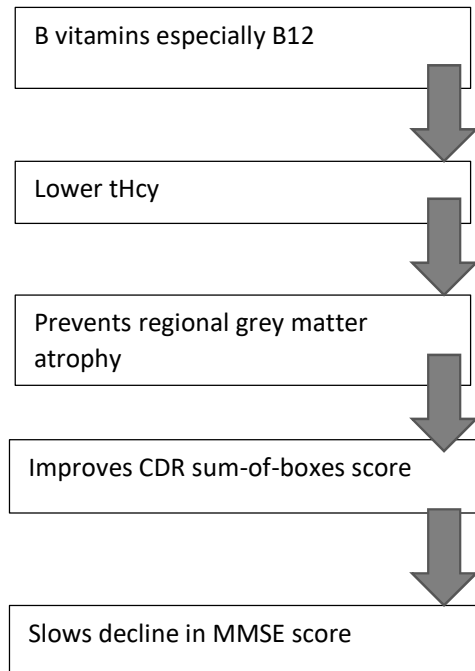 B vitamins especially B12
Lower tHcy
Prevents regional grey matter
atrophy
Improves CDR sum-of-boxes score
Slows decline in MMSE score